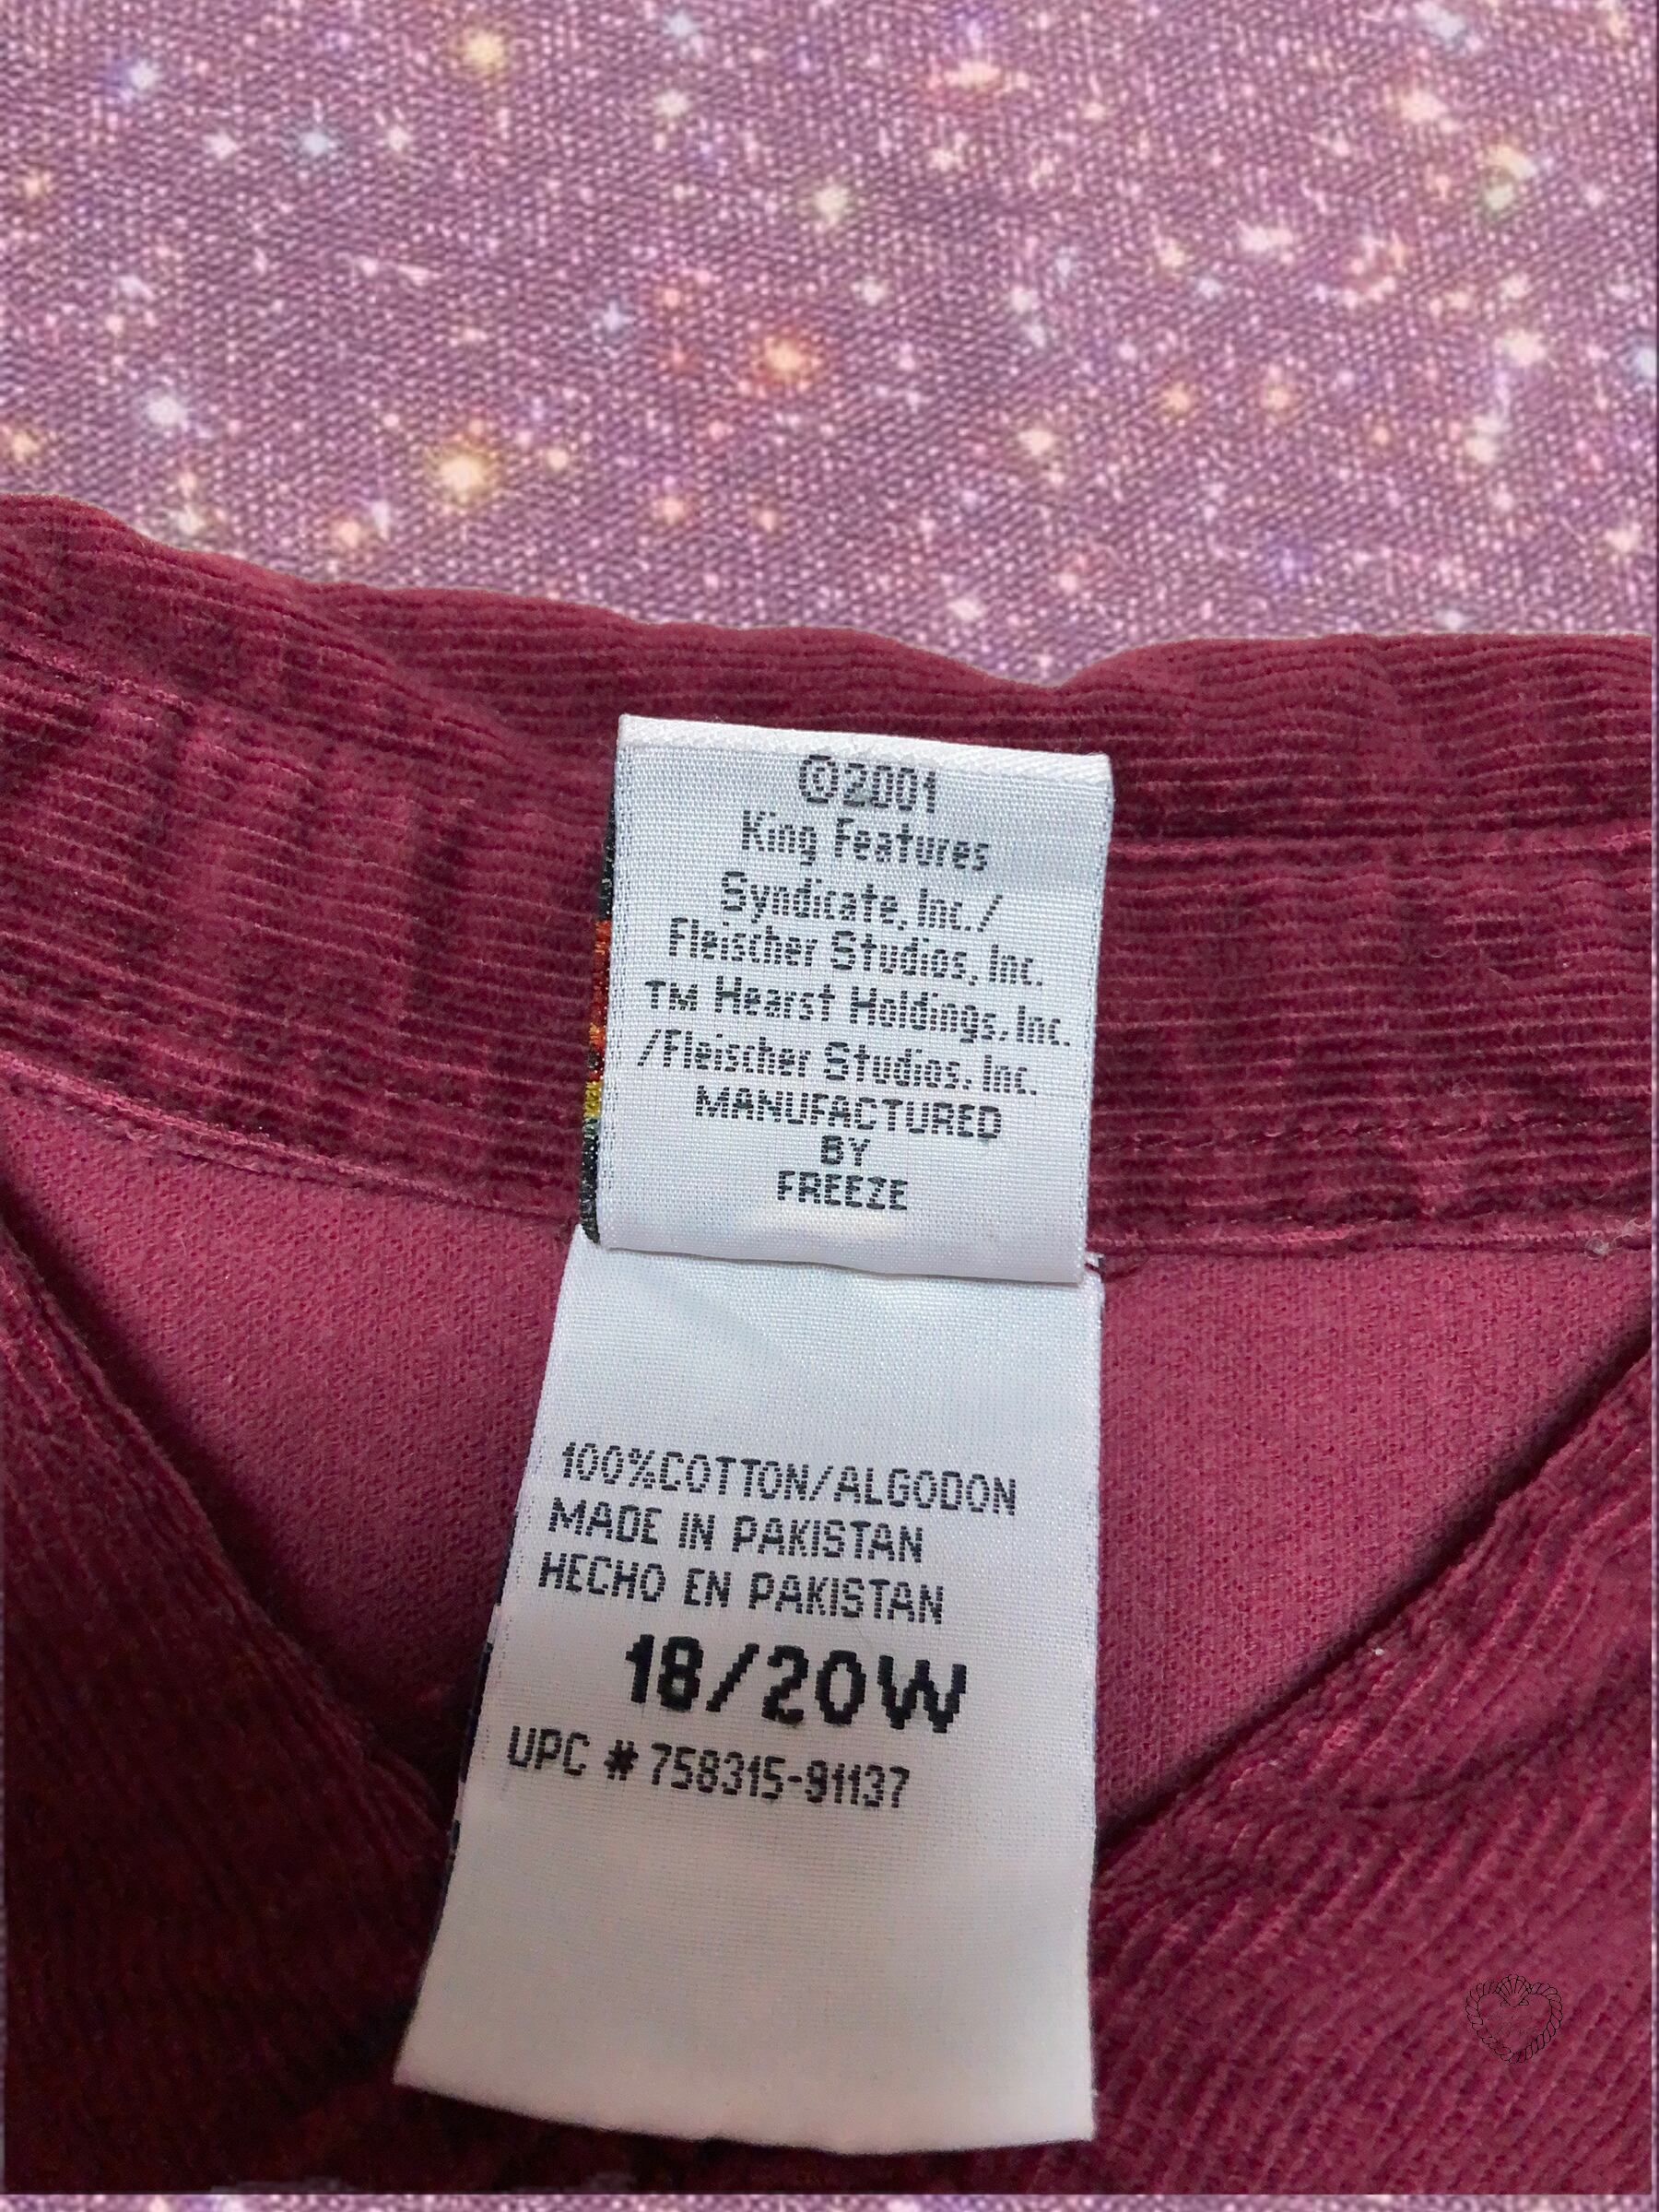 ©2001
King Features
Syndicate, Inc./
Fleischer Studios, Inc.
TM Hearst Holdings, Inc.
/Fleischer Studios. Inc.
MANUFACTURED
BY
FREEZE
100%COTTON/ALGODON
MADE IN PAKISTAN
HECHO EN PAKISTAN
18/20W
UPC # 758315-91137